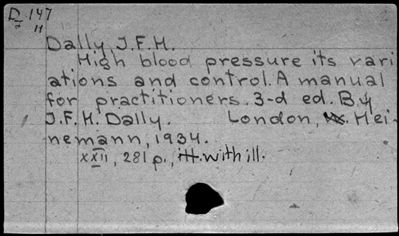 D 147
11
Dally, J.F.H.
High blood pressure its vari
ations and control. A manual
for practitioners. 3-d ed. By
J.F.H. Dally. London, Hei-
nemann, 1934.
XXII, 281 p., with ill.